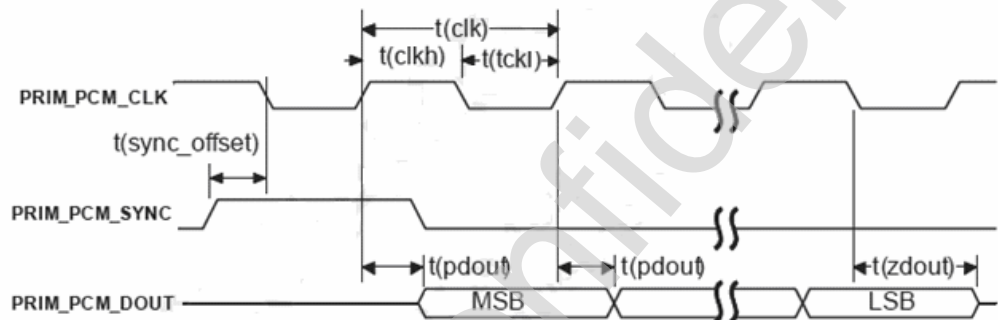 t(clk)
t(clkh) t(tckl)
PRIM_PCM_CLK
t(sync_offset)
PRIM_PCM_SYNC
t(pdout) t(pdout) t(zdout)
PRIM_PCM_DOUT MSB LSB